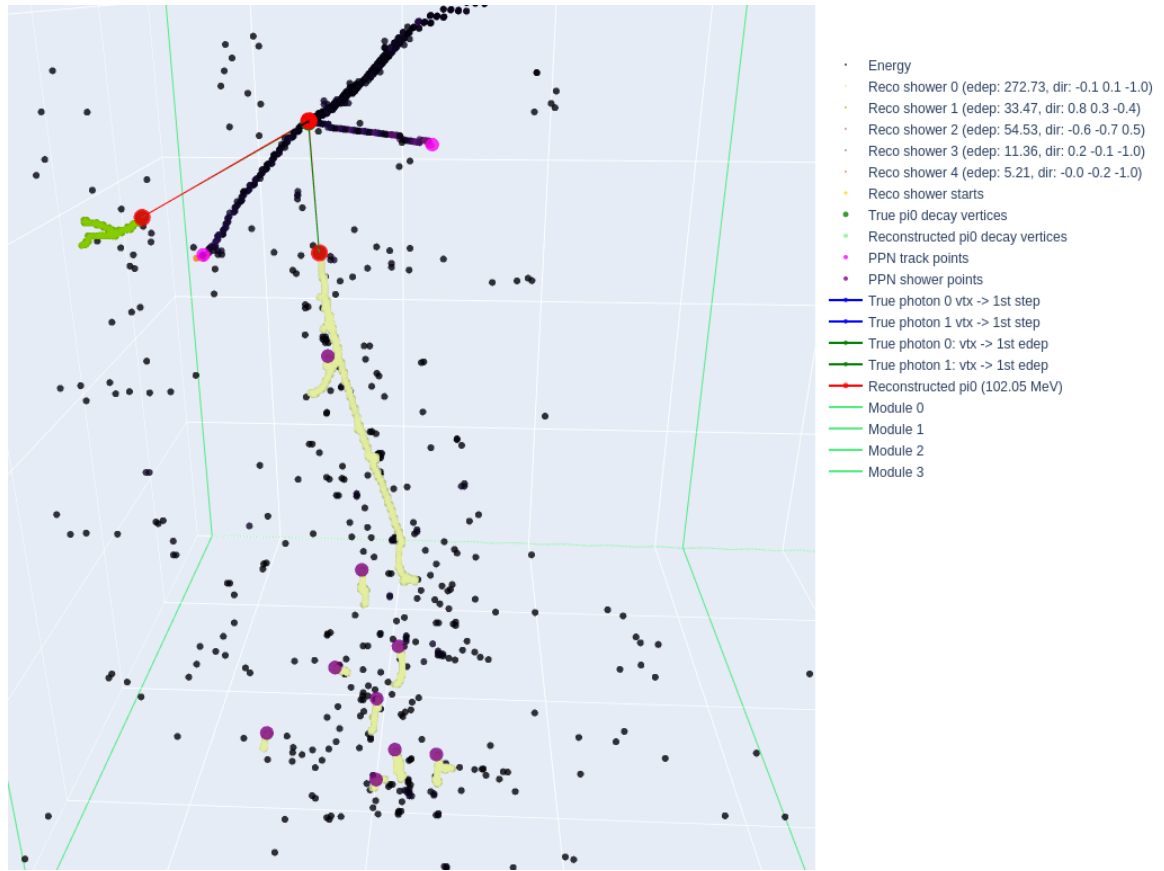 Energy
Reco shower 0 (edep: 272.73, dir: -0.1 0.1 -1.0)
Reco shower 1 (edep: 33.47, dir: 0.8 0.3 -0.4)
Reco shower 2 (edep: 54.53, dir: -0.6 -0.7 0.5)
Reco shower 3 (edep: 11.36, dir: 0.2 -0.1 -1.0)
Reco shower 4 (edep: 5.21, dir: -0.0 -0.2 -1.0)
Reco shower starts
True pi0 decay vertices
Reconstructed pi0 decay vertices
PPN track points
PPN shower points
True photon 0 vtx -> 1st step
True photon 1 vtx -> 1st step
True photon 0: vtx -> 1st edep
True photon 1: vtx -> 1st edep
Reconstructed pi0 (102.05 MeV)
Module 0
Module 1
Module 2
Module 3